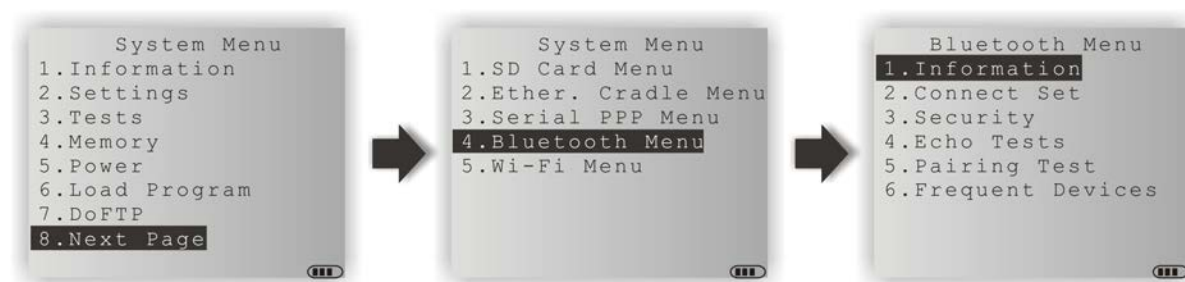 System Menu
1.Information
2.Settings
3.Tests
4.Memory
5.Power
6.Load Program
7.DoFTP
8.Next Page
System Menu
1.SD Card Menu
2.Ether. Cradle Menu
3.Serial PPP Menu
4.Bluetooth Menu
5.Wi-Fi Menu
Bluetooth Menu
1.Information
2.Connect Set
3.Security
4.Echo Tests
5.Pairing Test
6.Frequent Devices